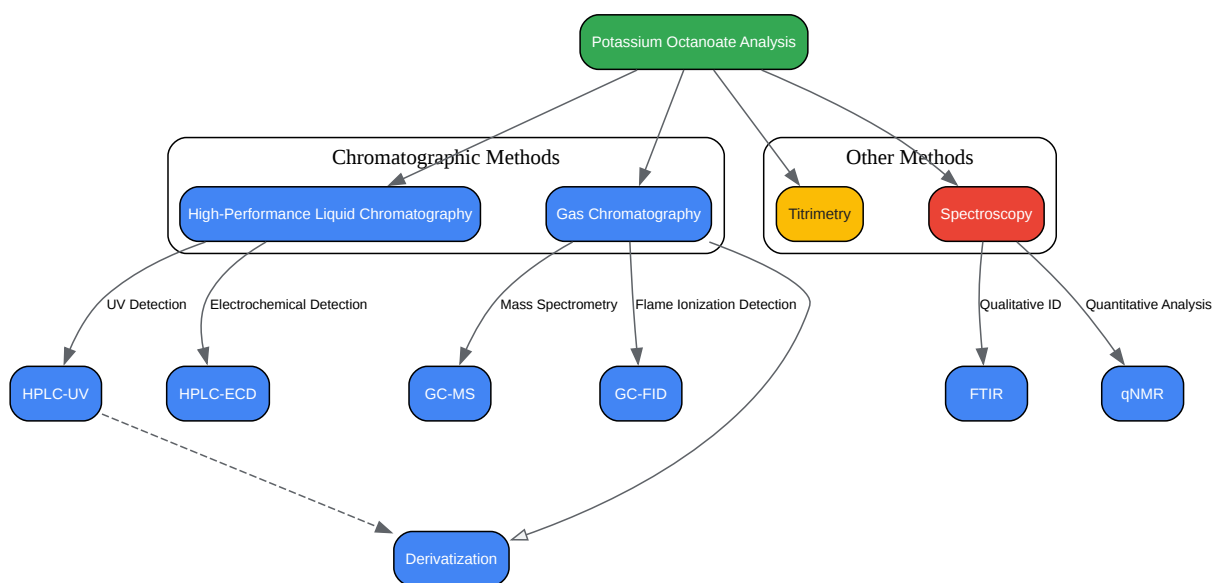 Potassium Octanoate Analysis
Chromatographic Methods
Other Methods
High-Performance Liquid Chromatography
Gas Chromatography
Titrimetry
Spectroscopy
UV Detection
Electrochemical Detection
Mass Spectrometry
Flame Ionization Detection
Qualitative ID
Quantitative Analysis
HPLC-UV
HPLC-ECD
GC-MS
GC-FID
FTIR
qNMR
Derivatization